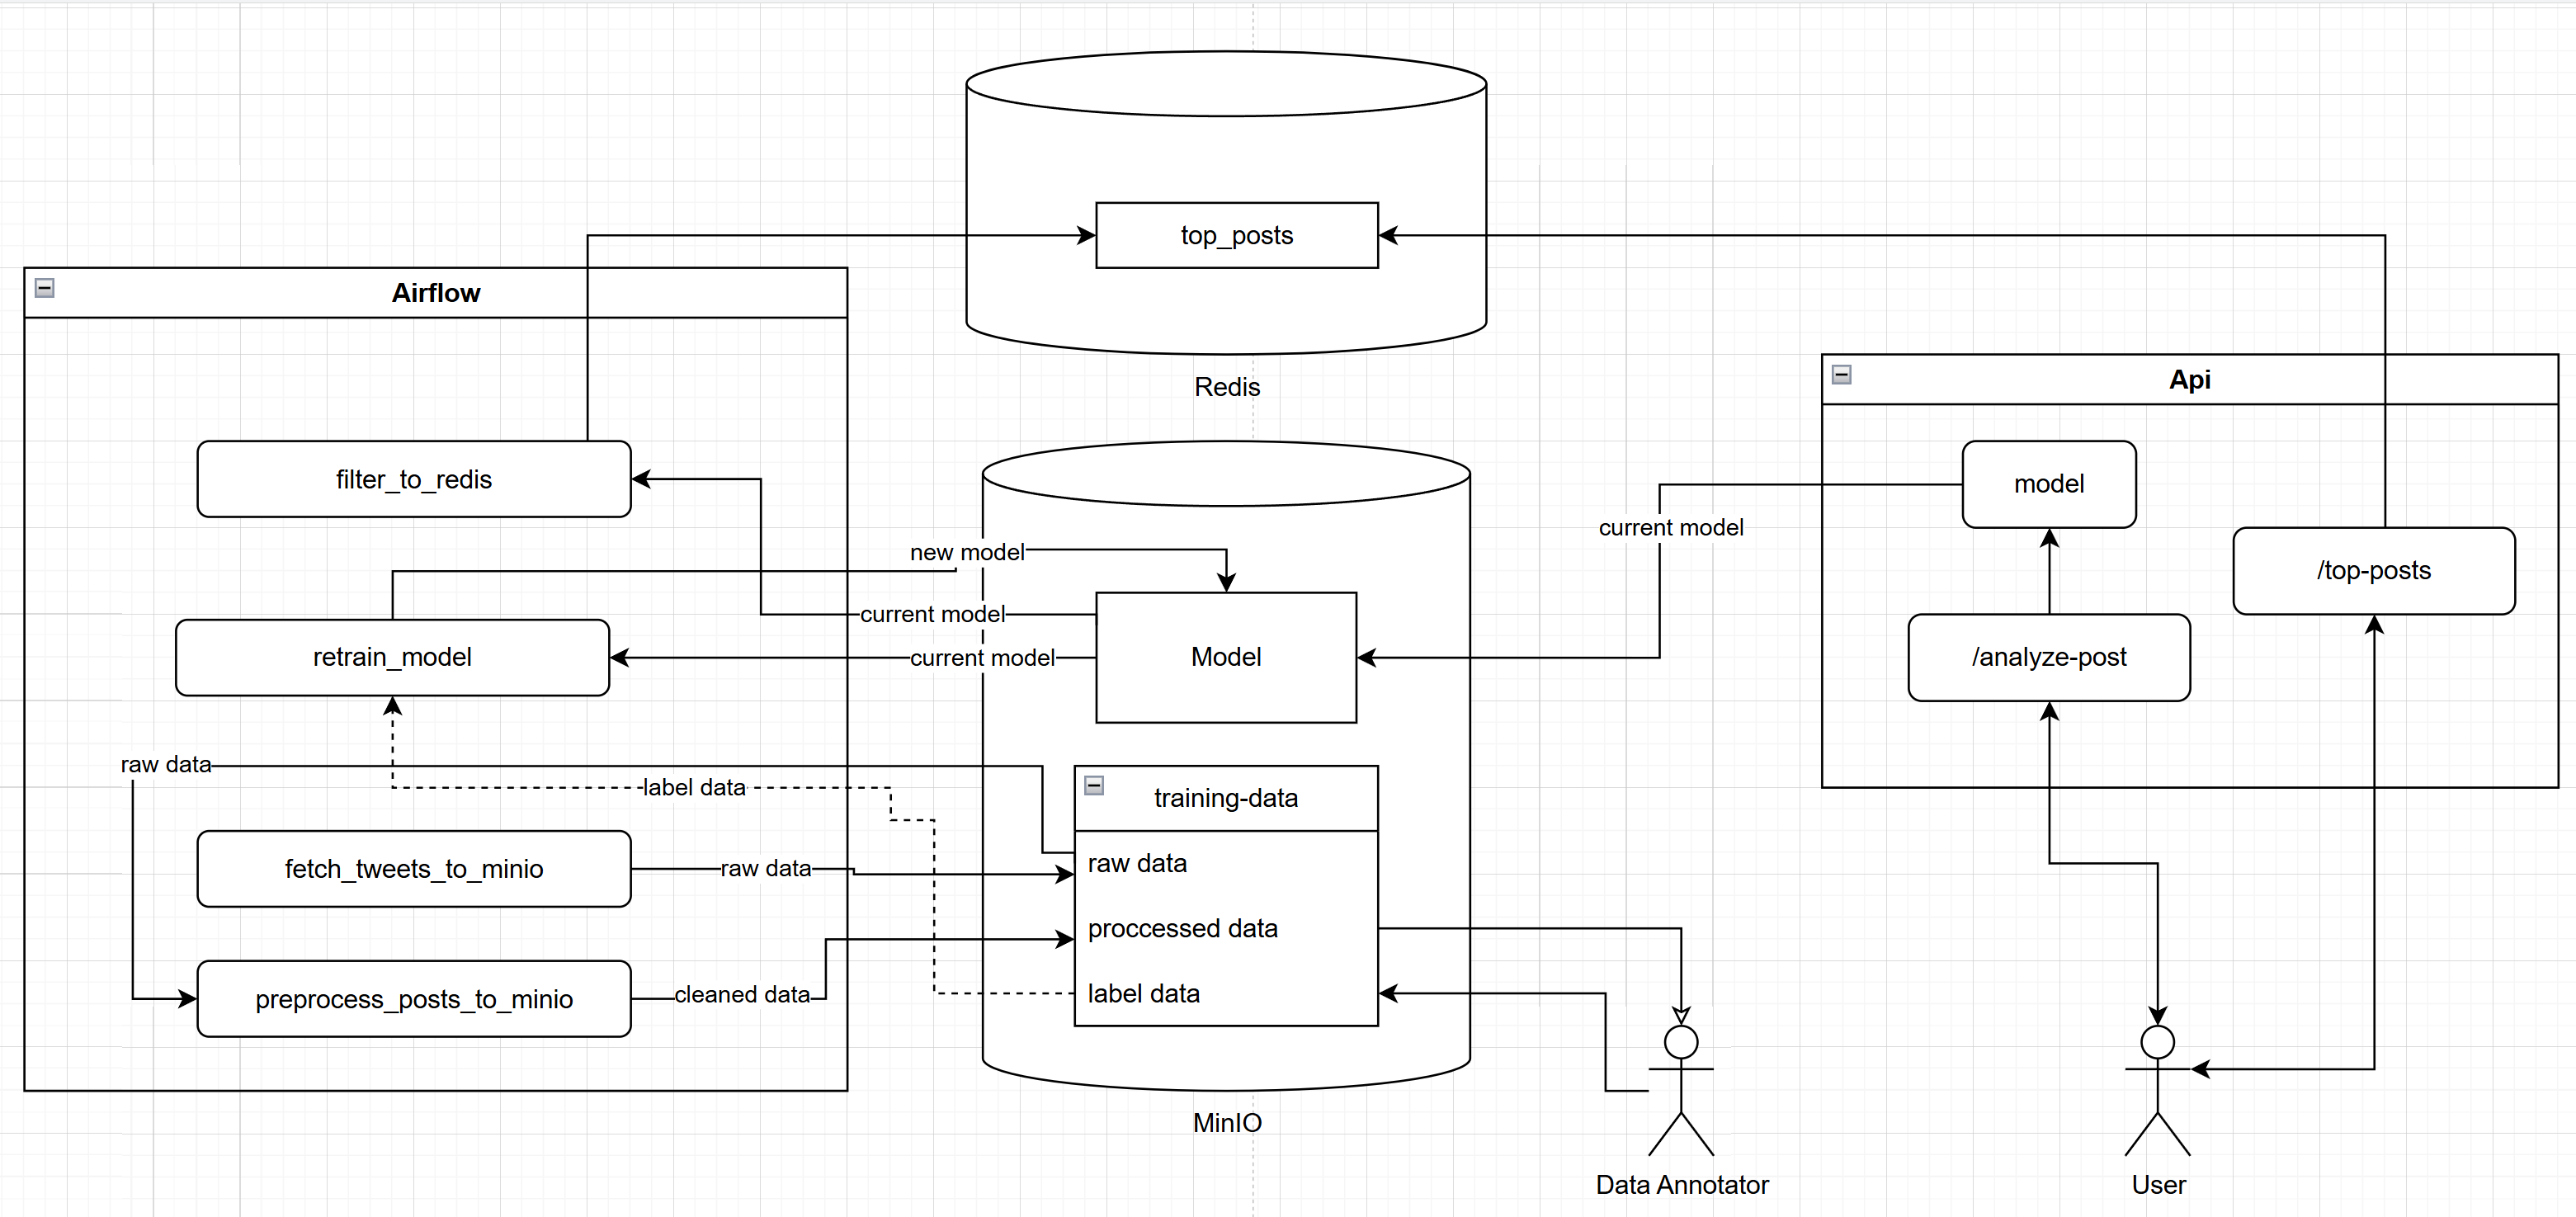 top_posts
Airflow
Redis
Api
filter_to_redis
model
current model
new model
/top-posts
current model
retrain_model
current model
Model
/analyze-post
raw data
label data
training-data
fetch_tweets_to_minio
raw data
raw data
proccessed data
preprocess_posts_to_minio
cleaned data
label data
MinIO
Data Annotator
User